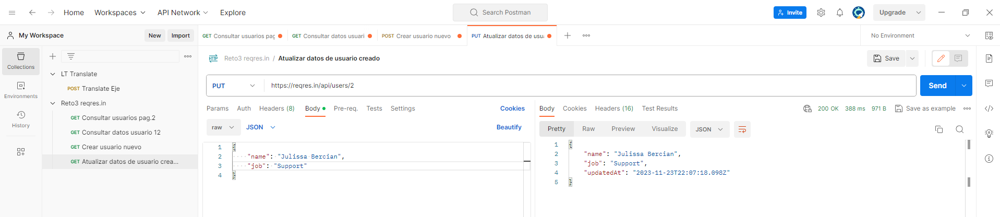 Home Workspaces API Network Explore Search Postman Invite Upgrade
My Workspace New Import GET Consultar usuarios pag GET Consultar datos usuari POST Crear usuario nuevo PUT Atualizar datos de usua No Environment
Collections
Environments
History
LT Translate
POST Translate Eje
Reto3 reqres.in
GET Consultar usuarios pag.2
GET Consultar datos usuario 12
GET Crear usuario nuevo
GET Atualizar datos de usuario crea...
HTTP Reto3 reqres.in / Atualizar datos de usuario creado Save
PUT https://reqres.in/api/users/2 Send
Params Auth Headers (8) Body Pre-req. Tests Settings Cookies
raw JSON Beautify
1 {
2 "name": "Julissa Bercian",
3 "job": "Support"
4 }
Body Cookies Headers (16) Test Results 200 OK 388 ms 971 B Save as example
Pretty Raw Preview Visualize JSON
1 {
2 "name": "Julissa Bercian",
3 "job": "Support",
4 "updatedAt": "2023-11-23T22:07:18.098Z"
5 }